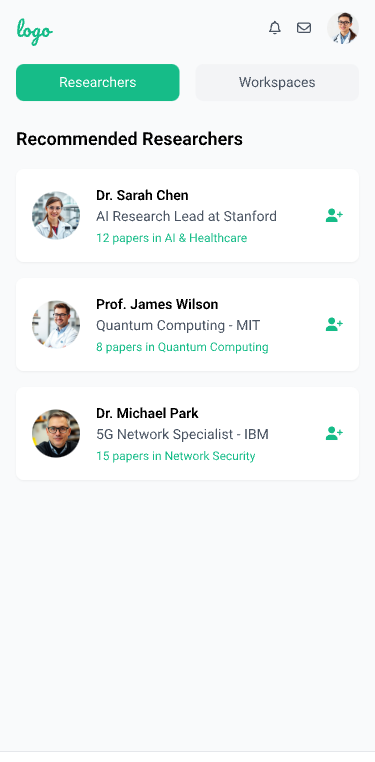 logo
Researchers
Workspaces
Recommended Researchers
Dr. Sarah Chen
AI Research Lead at Stanford
12 papers in AI & Healthcare
Prof. James Wilson
Quantum Computing - MIT
8 papers in Quantum Computing
Dr. Michael Park
5G Network Specialist - IBM
15 papers in Network Security